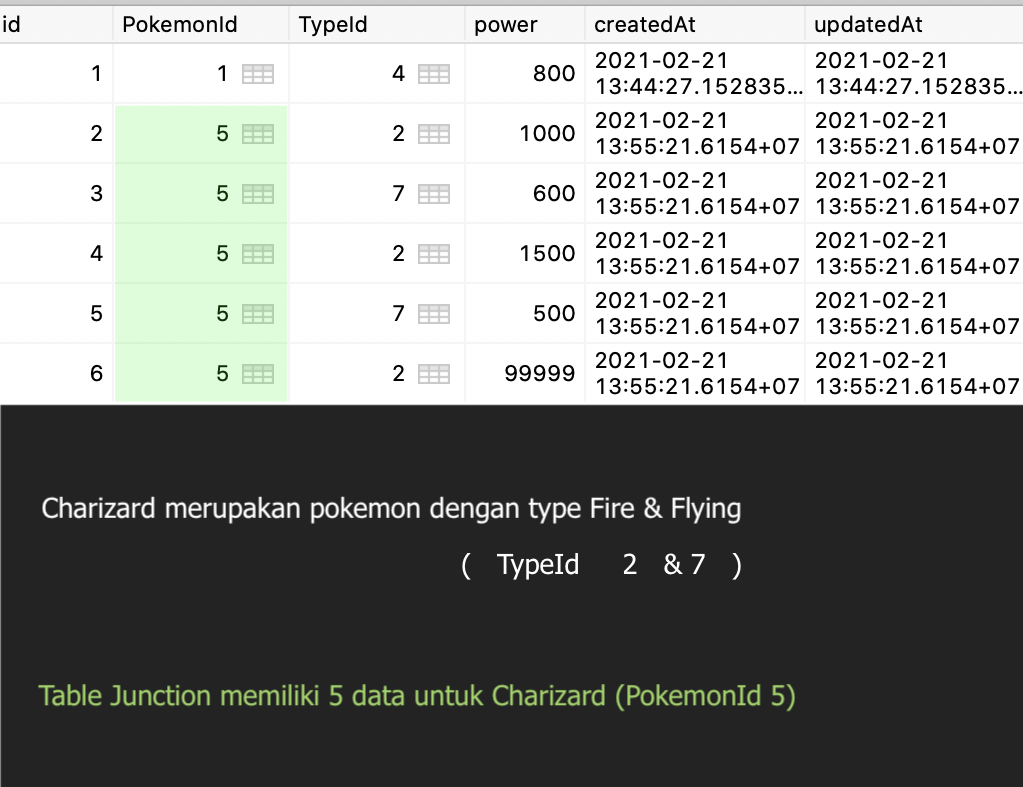 id PokemonId TypeId power createdAt updatedAt
1 1 4 800 2021-02-21 13:44:27.152835... 2021-02-21 13:44:27.152835...
2 5 2 1000 2021-02-21 13:55:21.6154+07 2021-02-21 13:55:21.6154+07
3 5 7 600 2021-02-21 13:55:21.6154+07 2021-02-21 13:55:21.6154+07
4 5 2 1500 2021-02-21 13:55:21.6154+07 2021-02-21 13:55:21.6154+07
5 5 7 500 2021-02-21 13:55:21.6154+07 2021-02-21 13:55:21.6154+07
6 5 2 99999 2021-02-21 13:55:21.6154+07 2021-02-21 13:55:21.6154+07
Charizard merupakan pokemon dengan type Fire & Flying
( TypeId 2 & 7 )
Table Junction memiliki 5 data untuk Charizard (PokemonId 5)